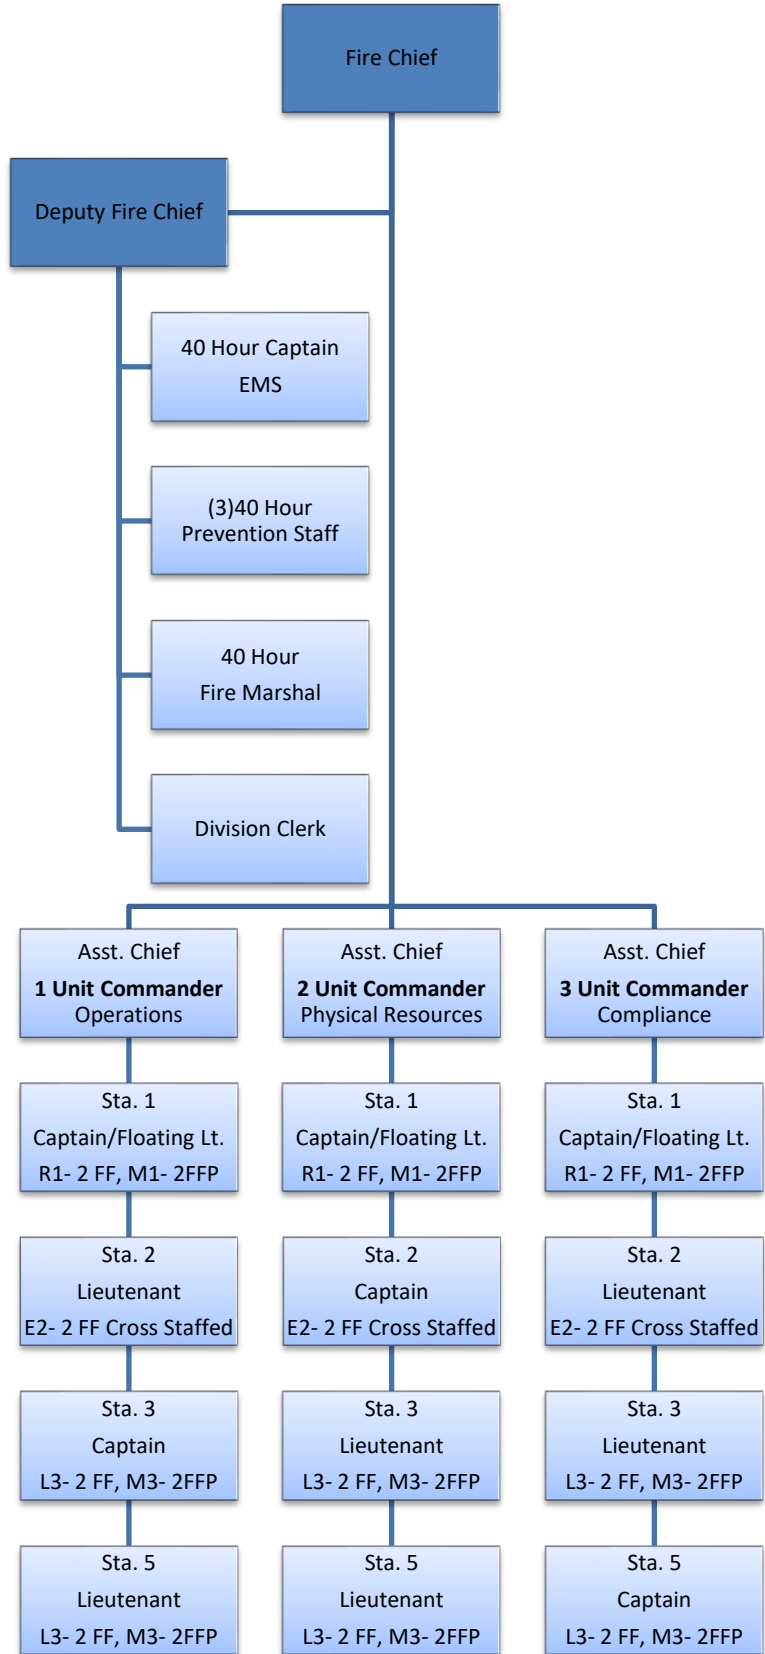 Fire Chief
Deputy Fire Chief
40 Hour Captain
EMS
(3)40 Hour
Prevention Staff
40 Hour
Fire Marshal
Division Clerk
Asst. Chief
1 Unit Commander
Operations
Asst. Chief
2 Unit Commander
Physical Resources
Asst. Chief
3 Unit Commander
Compliance
Sta. 1
Captain/Floating Lt.
R1- 2 FF, M1- 2FFP
Sta. 1
Captain/Floating Lt.
R1- 2 FF, M1- 2FFP
Sta. 1
Captain/Floating Lt.
R1- 2 FF, M1- 2FFP
Sta. 2
Lieutenant
E2- 2 FF Cross Staffed
Sta. 2
Captain
E2- 2 FF Cross Staffed
Sta. 2
Lieutenant
E2- 2 FF Cross Staffed
Sta. 3
Captain
L3- 2 FF, M3- 2FFP
Sta. 3
Lieutenant
L3- 2 FF, M3- 2FFP
Sta. 3
Lieutenant
L3- 2 FF, M3- 2FFP
Sta. 5
Lieutenant
L3- 2 FF, M3- 2FFP
Sta. 5
Lieutenant
L3- 2 FF, M3- 2FFP
Sta. 5
Captain
L3- 2 FF, M3- 2FFP